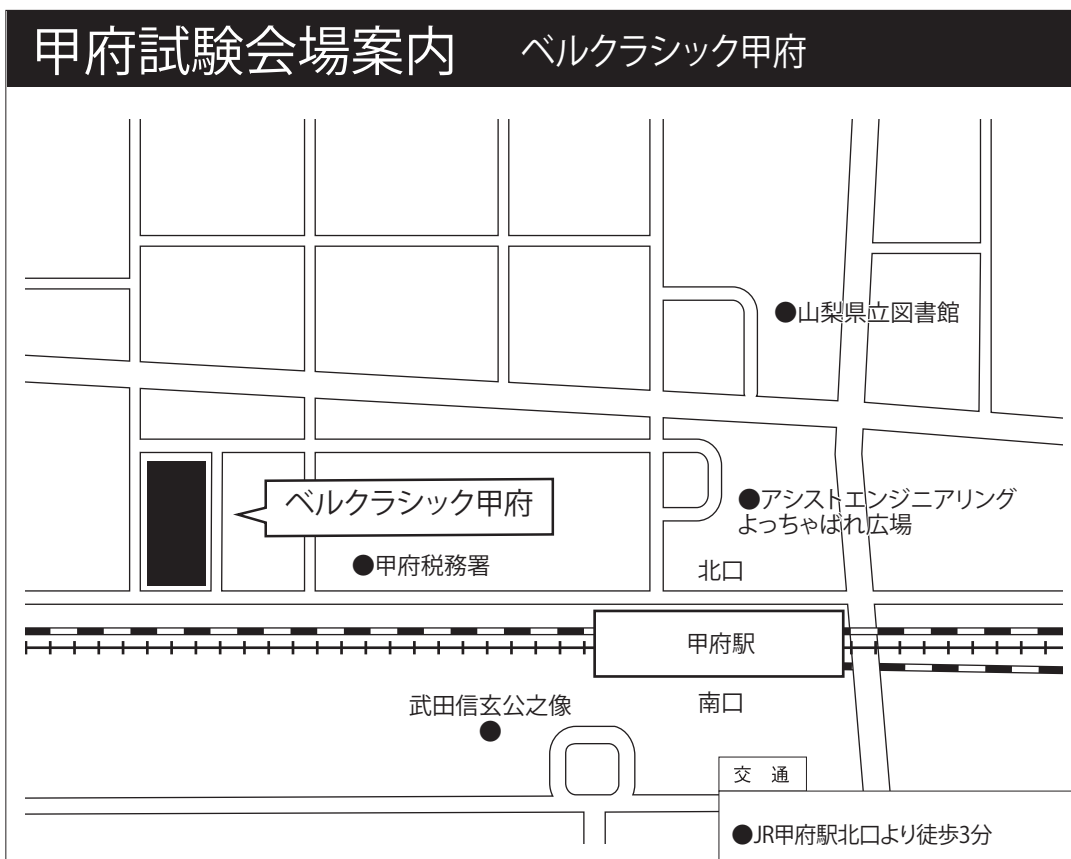 甲府試験会場案内 ベルクラシック甲府
●山梨県立図書館
ベルクラシック甲府
●アシストエンジニアリング
よっちゃばれ広場
●甲府税務署
北口
甲府駅
武田信玄公之像
●
南口
交 通
●JR甲府駅北口より徒歩3分